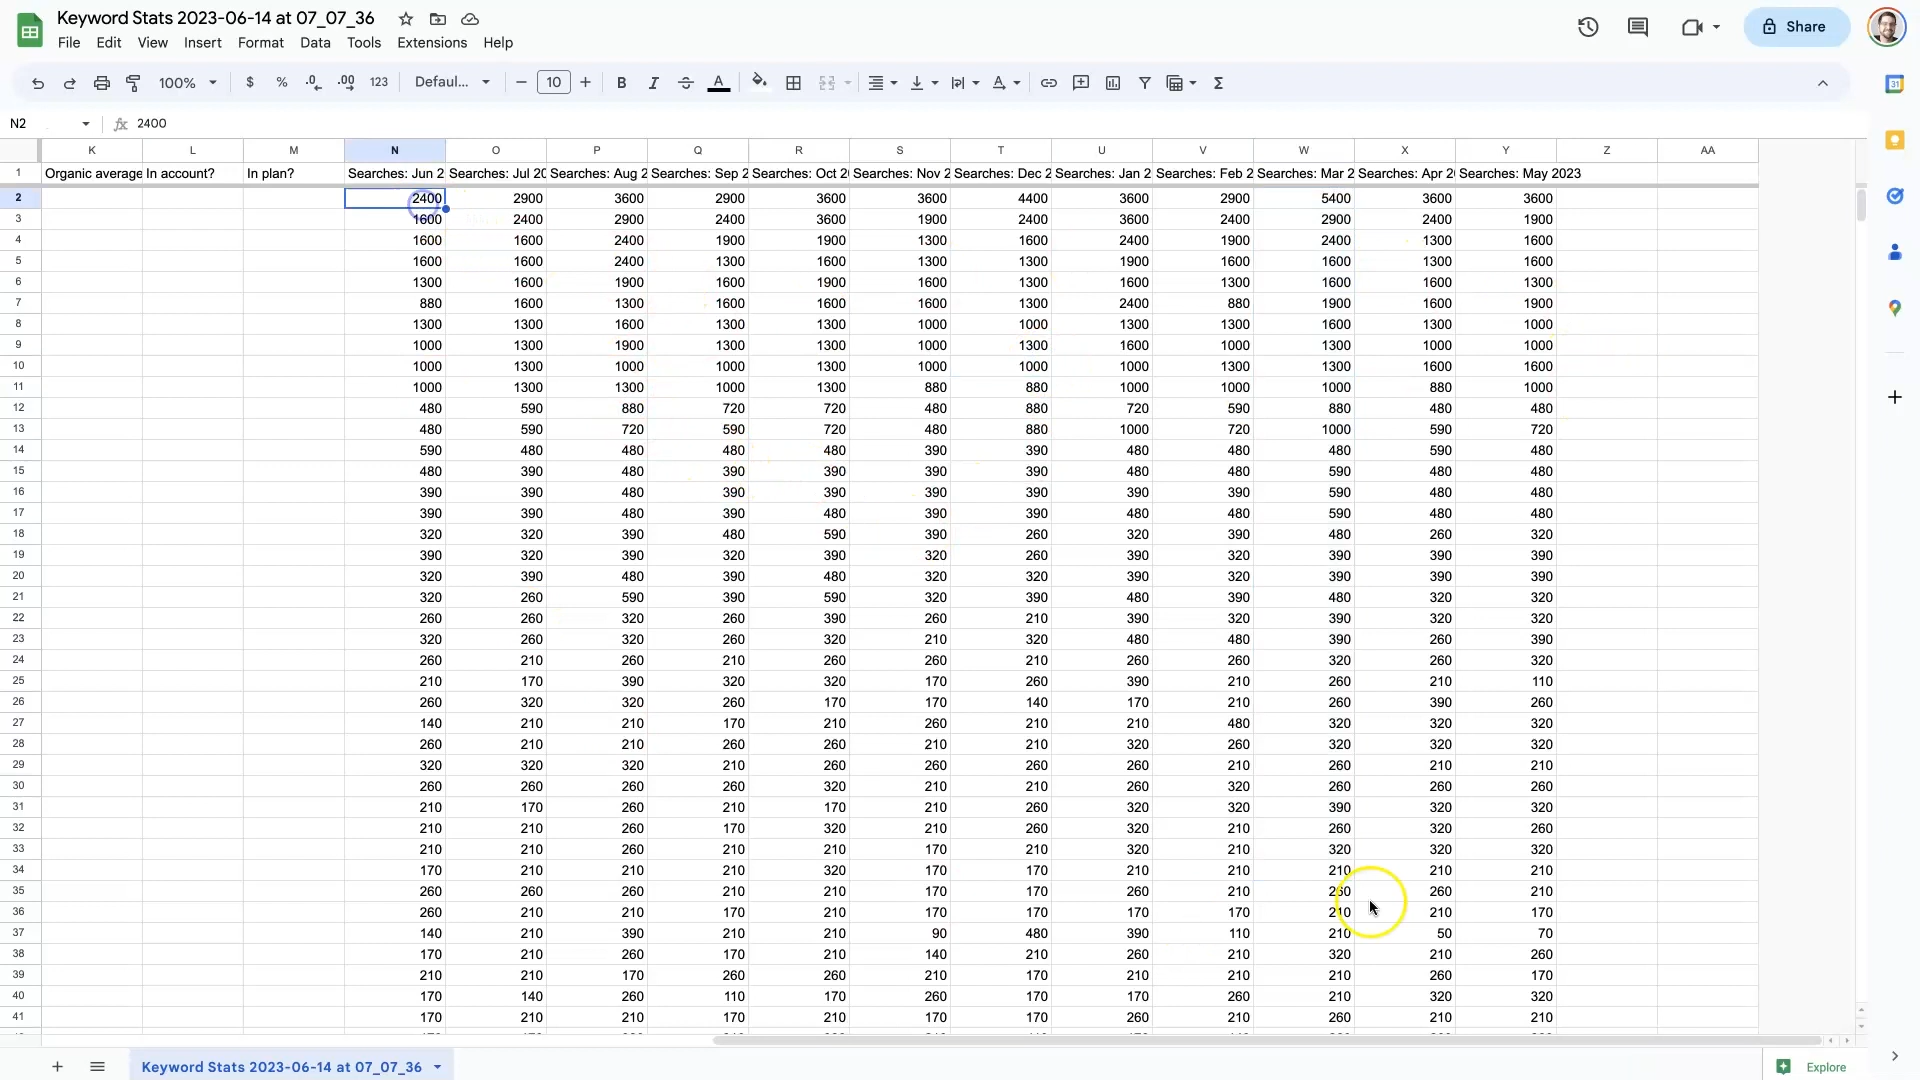 Keyword Stats 2023-06-14 at 07_07_36
File Edit View Insert Format Data Tools Extensions Help
Share
100% $ % .0 .00 123 Defaul... − 10 + B I S A Σ
31
N2 fx 2400
K L M N O P Q R S T U V W X Y Z AA
1 Organic average In account? In plan? Searches: Jun 2 Searches: Jul 20 Searches: Aug 2 Searches: Sep 2 Searches: Oct 2 Searches: Nov 2 Searches: Dec 2 Searches: Jan 2 Searches: Feb 2 Searches: Mar 2 Searches: Apr 2 Searches: May 2023
2 2400 2900 3600 2900 3600 3600 4400 3600 2900 5400 3600 3600
3 1600 2400 2900 2400 3600 1900 2400 3600 2400 2900 2400 1900
4 1600 1600 2400 1900 1900 1300 1600 2400 1900 2400 1300 1600
5 1600 1600 2400 1300 1600 1300 1300 1900 1600 1600 1300 1600
6 1300 1600 1900 1600 1900 1600 1300 1600 1300 1600 1600 1300
7 880 1600 1300 1600 1600 1600 1300 2400 880 1900 1600 1900
8 1300 1300 1600 1300 1300 1000 1000 1300 1300 1600 1300 1000
9 1000 1300 1900 1300 1300 1000 1300 1600 1000 1300 1000 1000
10 1000 1300 1000 1000 1300 1000 1000 1000 1300 1300 1600 1600
11 1000 1300 1300 1000 1300 880 880 1000 1000 1000 880 1000
12 480 590 880 720 720 480 880 720 590 880 480 480
13 480 590 720 590 720 480 880 1000 720 1000 590 720
14 590 480 480 480 480 390 390 480 480 480 480 480
15 480 390 480 390 390 390 390 480 480 590 480 480
16 390 390 480 390 390 390 390 390 390 590 480 480
17 390 390 480 390 480 390 390 480 480 590 480 480
18 320 320 390 480 590 390 260 320 390 480 260 320
19 390 320 390 320 390 320 260 390 320 390 390 390
20 320 390 480 390 480 320 320 390 320 390 390 390
21 320 260 590 390 590 320 320 480 390 480 320 320
22 260 260 320 260 390 260 210 390 320 390 320 320
23 320 260 320 260 320 210 320 480 480 390 260 390
24 260 210 260 210 260 260 210 260 260 320 260 320
25 210 170 390 320 320 170 260 390 210 260 210 110
26 260 320 320 260 170 170 140 170 210 260 390 260
27 140 210 210 170 210 260 210 210 480 320 320 320
28 260 210 210 260 260 210 210 320 260 320 320 320
29 320 320 320 210 260 260 260 260 210 260 210 210
30 260 260 260 260 320 210 210 260 320 260 260 260
31 210 170 260 210 170 210 260 320 320 390 320 320
32 210 210 260 170 320 210 260 320 210 260 320 260
33 210 210 260 210 210 170 210 260 210 320 320 320
34 170 210 210 210 320 170 170 210 210 210 210 210
35 260 260 260 210 210 170 170 260 210 260 260 210
36 260 210 210 170 210 170 170 170 170 210 210 170
37 140 210 390 210 210 90 480 390 110 210 50 70
38 170 210 260 170 210 140 210 260 210 320 210 260
39 210 210 170 260 260 210 170 210 210 210 260 170
40 170 140 260 110 170 260 170 170 260 210 320 320
41 170 210 210 170 210 170 170 260 210 260 210 210
Keyword Stats 2023-06-14 at 07_07_36
Explore